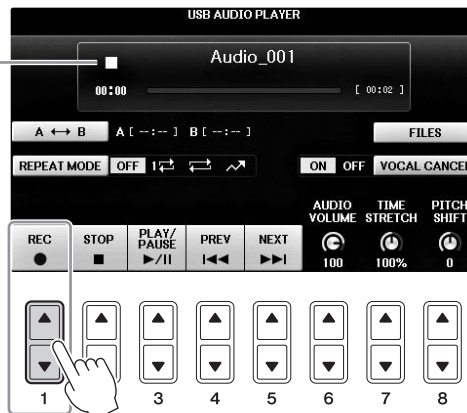 USB AUDIO PLAYER
Audio_001
00:00 [ 00:02 ]
A ↔ B A [ --:-- ] B [ --:-- ] FILES
REPEAT MODE OFF 1 ON OFF VOCAL CANCEL
AUDIO VOLUME TIME STRETCH PITCH SHIFT
REC STOP PLAY/PAUSE PREV NEXT 100 100% 0
1 3 4 5 6 7 8